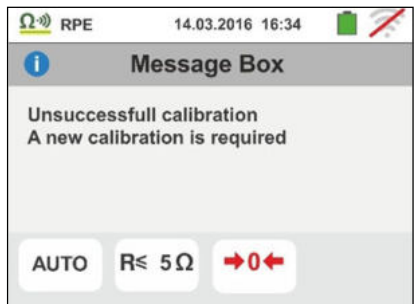 Ω RPE 14.03.2016 16:34
i Message Box
Unsuccessfull calibration
A new calibration is required
AUTO R≤ 5Ω →0←